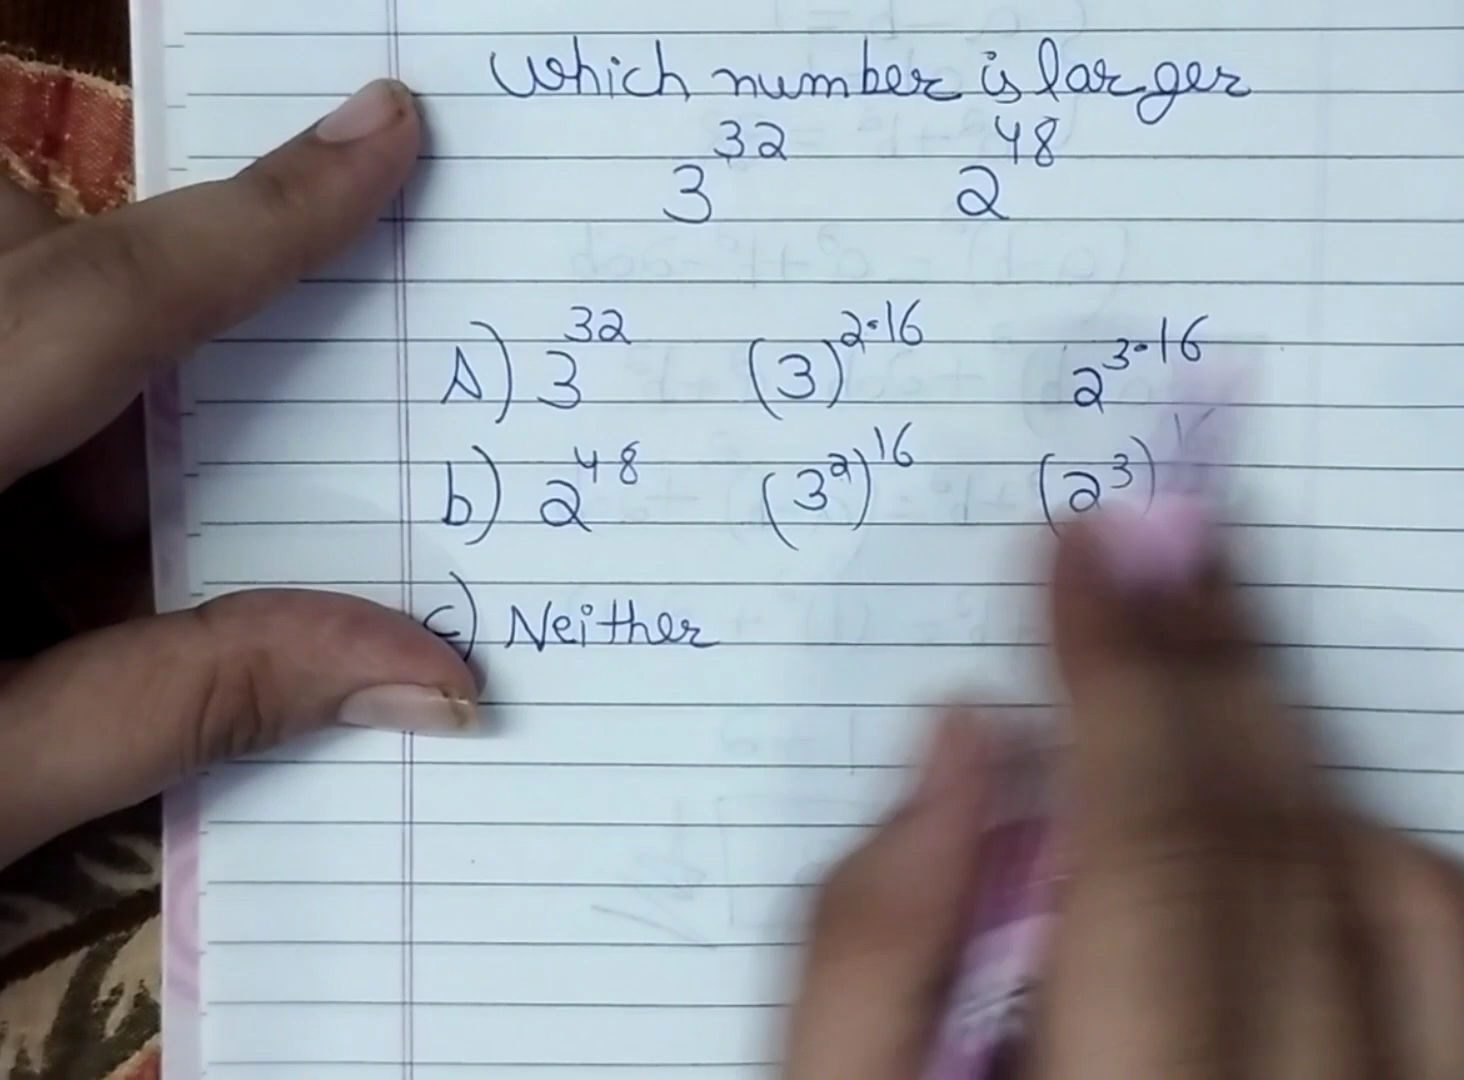 Which number is larger
3^32 2^48
A) 3^32 (3)^2·16 2^3·16
b) 2^48 (3^2)^16 (2^3)
c) Neither